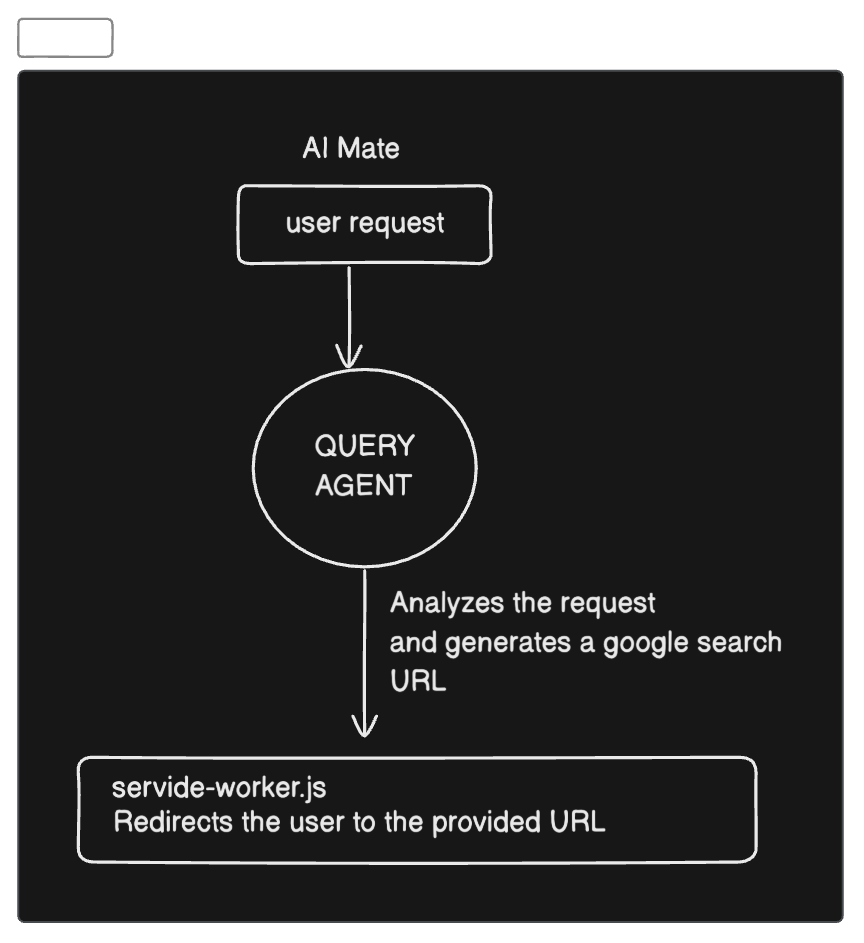 AI Mate
user request
QUERY
AGENT
Analyzes the request
and generates a google search
URL
servide-worker.js
Redirects the user to the provided URL